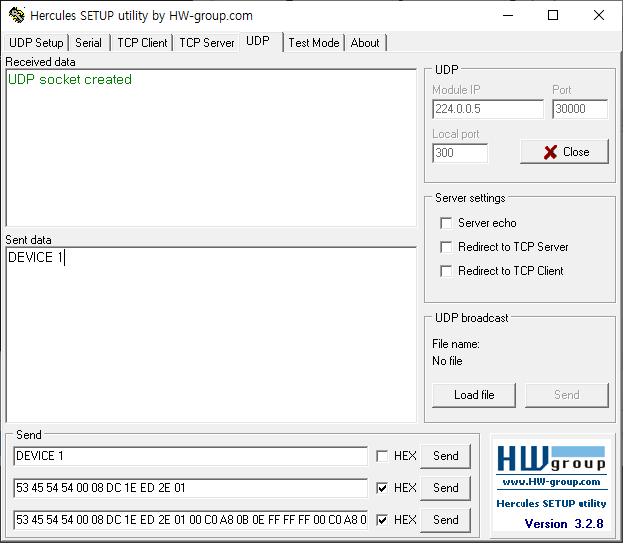 Hercules SETUP utility by HW-group.com
UDP Setup Serial TCP Client TCP Server UDP Test Mode About
Received data
UDP socket created
Sent data
DEVICE 1
UDP
Module IP Port
224.0.0.5 30000
Local port
300 Close
Server settings
Server echo
Redirect to TCP Server
Redirect to TCP Client
UDP broadcast
File name:
No file
Load file Send
Send
DEVICE 1 HEX Send
53 45 54 54 00 08 DC 1E ED 2E 01 HEX Send
53 45 54 54 00 08 DC 1E ED 2E 01 00 C0 A8 0B 0E FF FF FF 00 C0 A8 0 HEX Send
HW group
www.HW-group.com
Hercules SETUP utility
Version 3.2.8